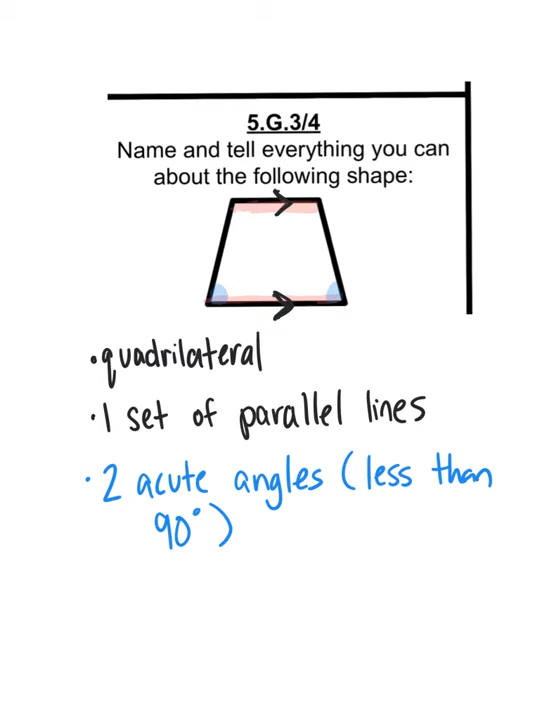 5.G.3/4
Name and tell everything you can
about the following shape:
•quadrilateral
•1 set of parallel lines
•2 acute angles (less than
90°)